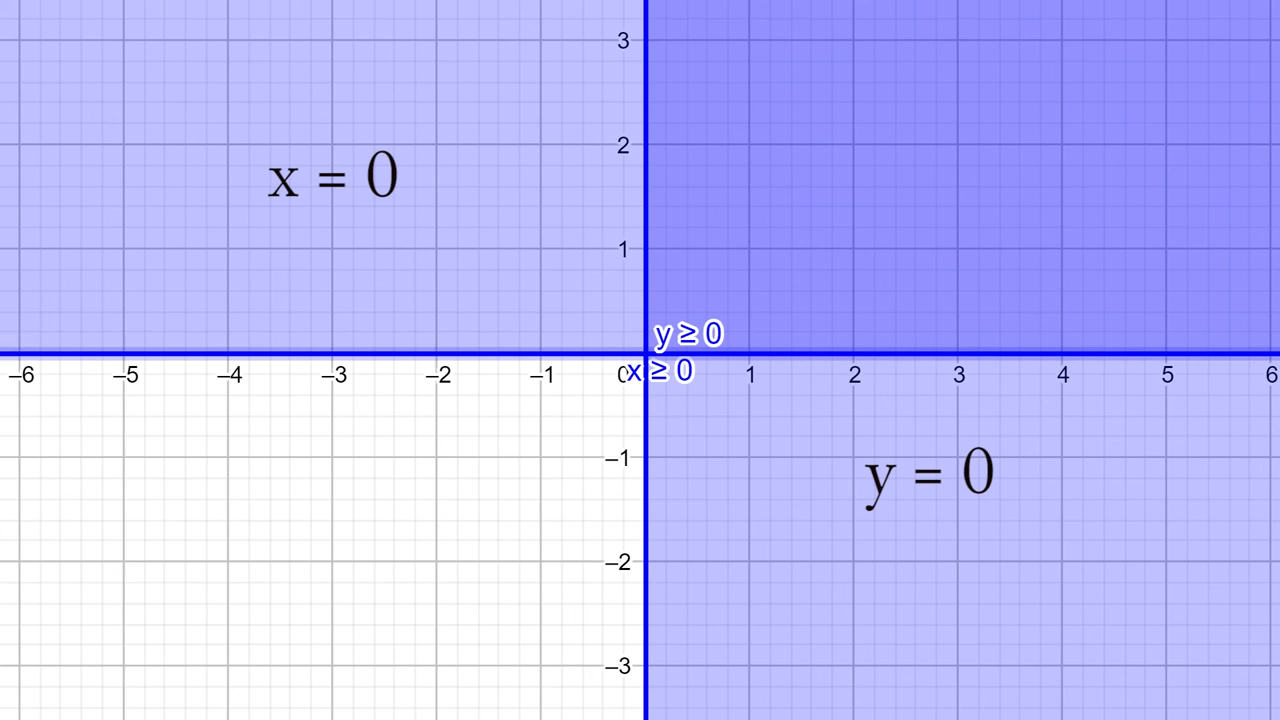 3
2
x = 0
1
y ≥ 0
–6 –5 –4 –3 –2 –1 0 1 2 3 4 5 6
x ≥ 0
–1
y = 0
–2
–3